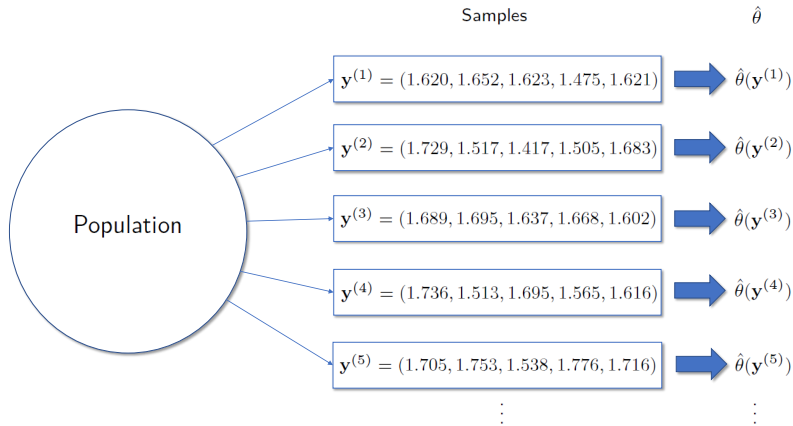 Samples θ̂
y⁽¹⁾ = (1.620, 1.652, 1.623, 1.475, 1.621) θ̂(y⁽¹⁾)
y⁽²⁾ = (1.729, 1.517, 1.417, 1.505, 1.683) θ̂(y⁽²⁾)
Population
y⁽³⁾ = (1.689, 1.695, 1.637, 1.668, 1.602) θ̂(y⁽³⁾)
y⁽⁴⁾ = (1.736, 1.513, 1.695, 1.565, 1.616) θ̂(y⁽⁴⁾)
y⁽⁵⁾ = (1.705, 1.753, 1.538, 1.776, 1.716) θ̂(y⁽⁵⁾)
⋮ ⋮